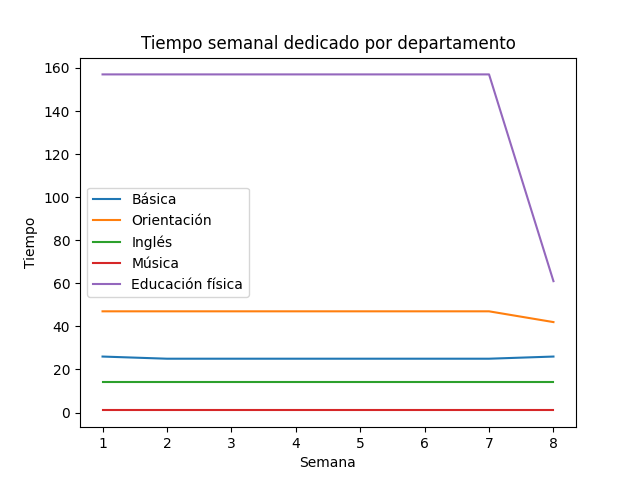 Tiempo semanal dedicado por departamento
160
140
120
100
80
60
40
20
0
Tiempo
Básica
Orientación
Inglés
Música
Educación física
1 2 3 4 5 6 7 8
Semana